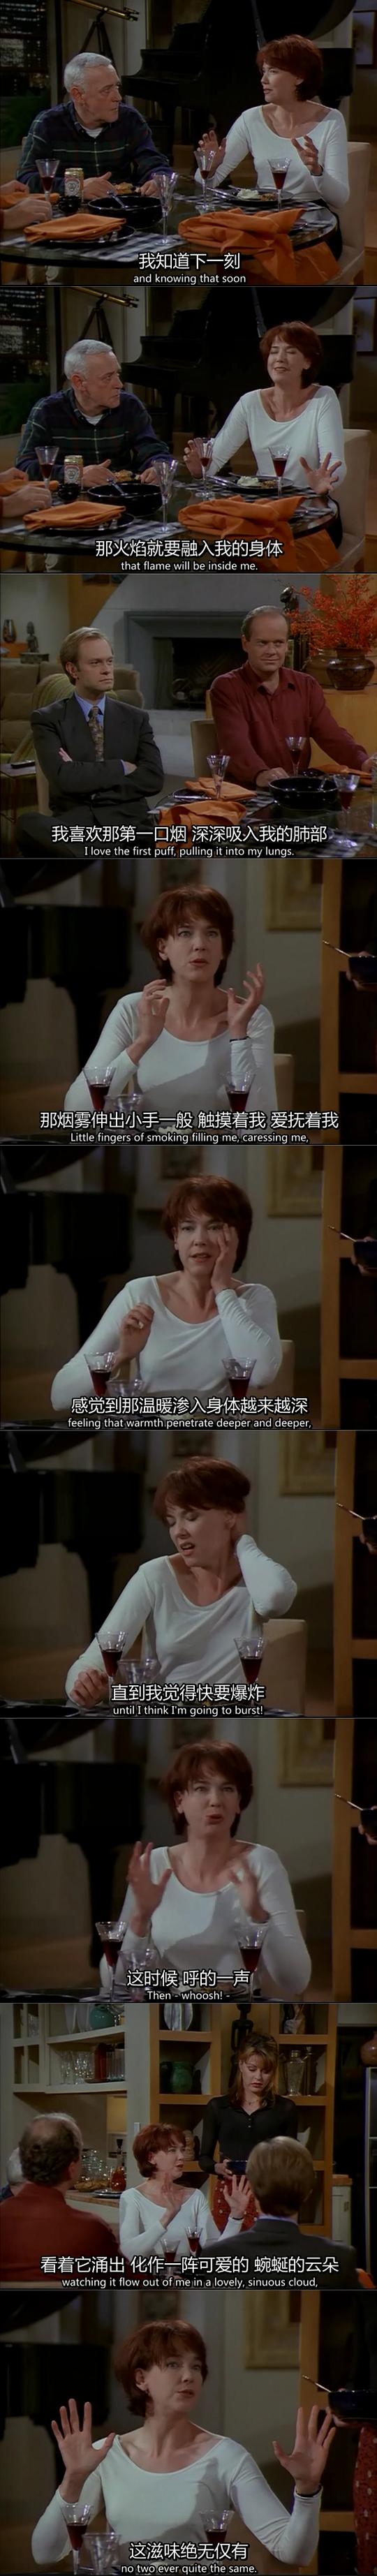 我知道下一刻
and knowing that soon
那火焰就要融入我的身体
that flame will be inside me.
我喜欢那第一口烟 深深吸入我的肺部
I love the first puff, pulling it into my lungs.
那烟雾伸出小手一般 触摸着我 爱抚着我
Little fingers of smoking filling me, caressing me,
感觉到那温暖渗入身体越来越深
feeling that warmth penetrate deeper and deeper,
直到我觉得快要爆炸
until I think I'm going to burst!
这时候 呼的一声
Then - whoosh! -
看着它涌出 化作一阵可爱的 蜿蜒的云朵
watching it flow out of me in a lovely, sinuous cloud,
这滋味绝无仅有
no two ever quite the same.